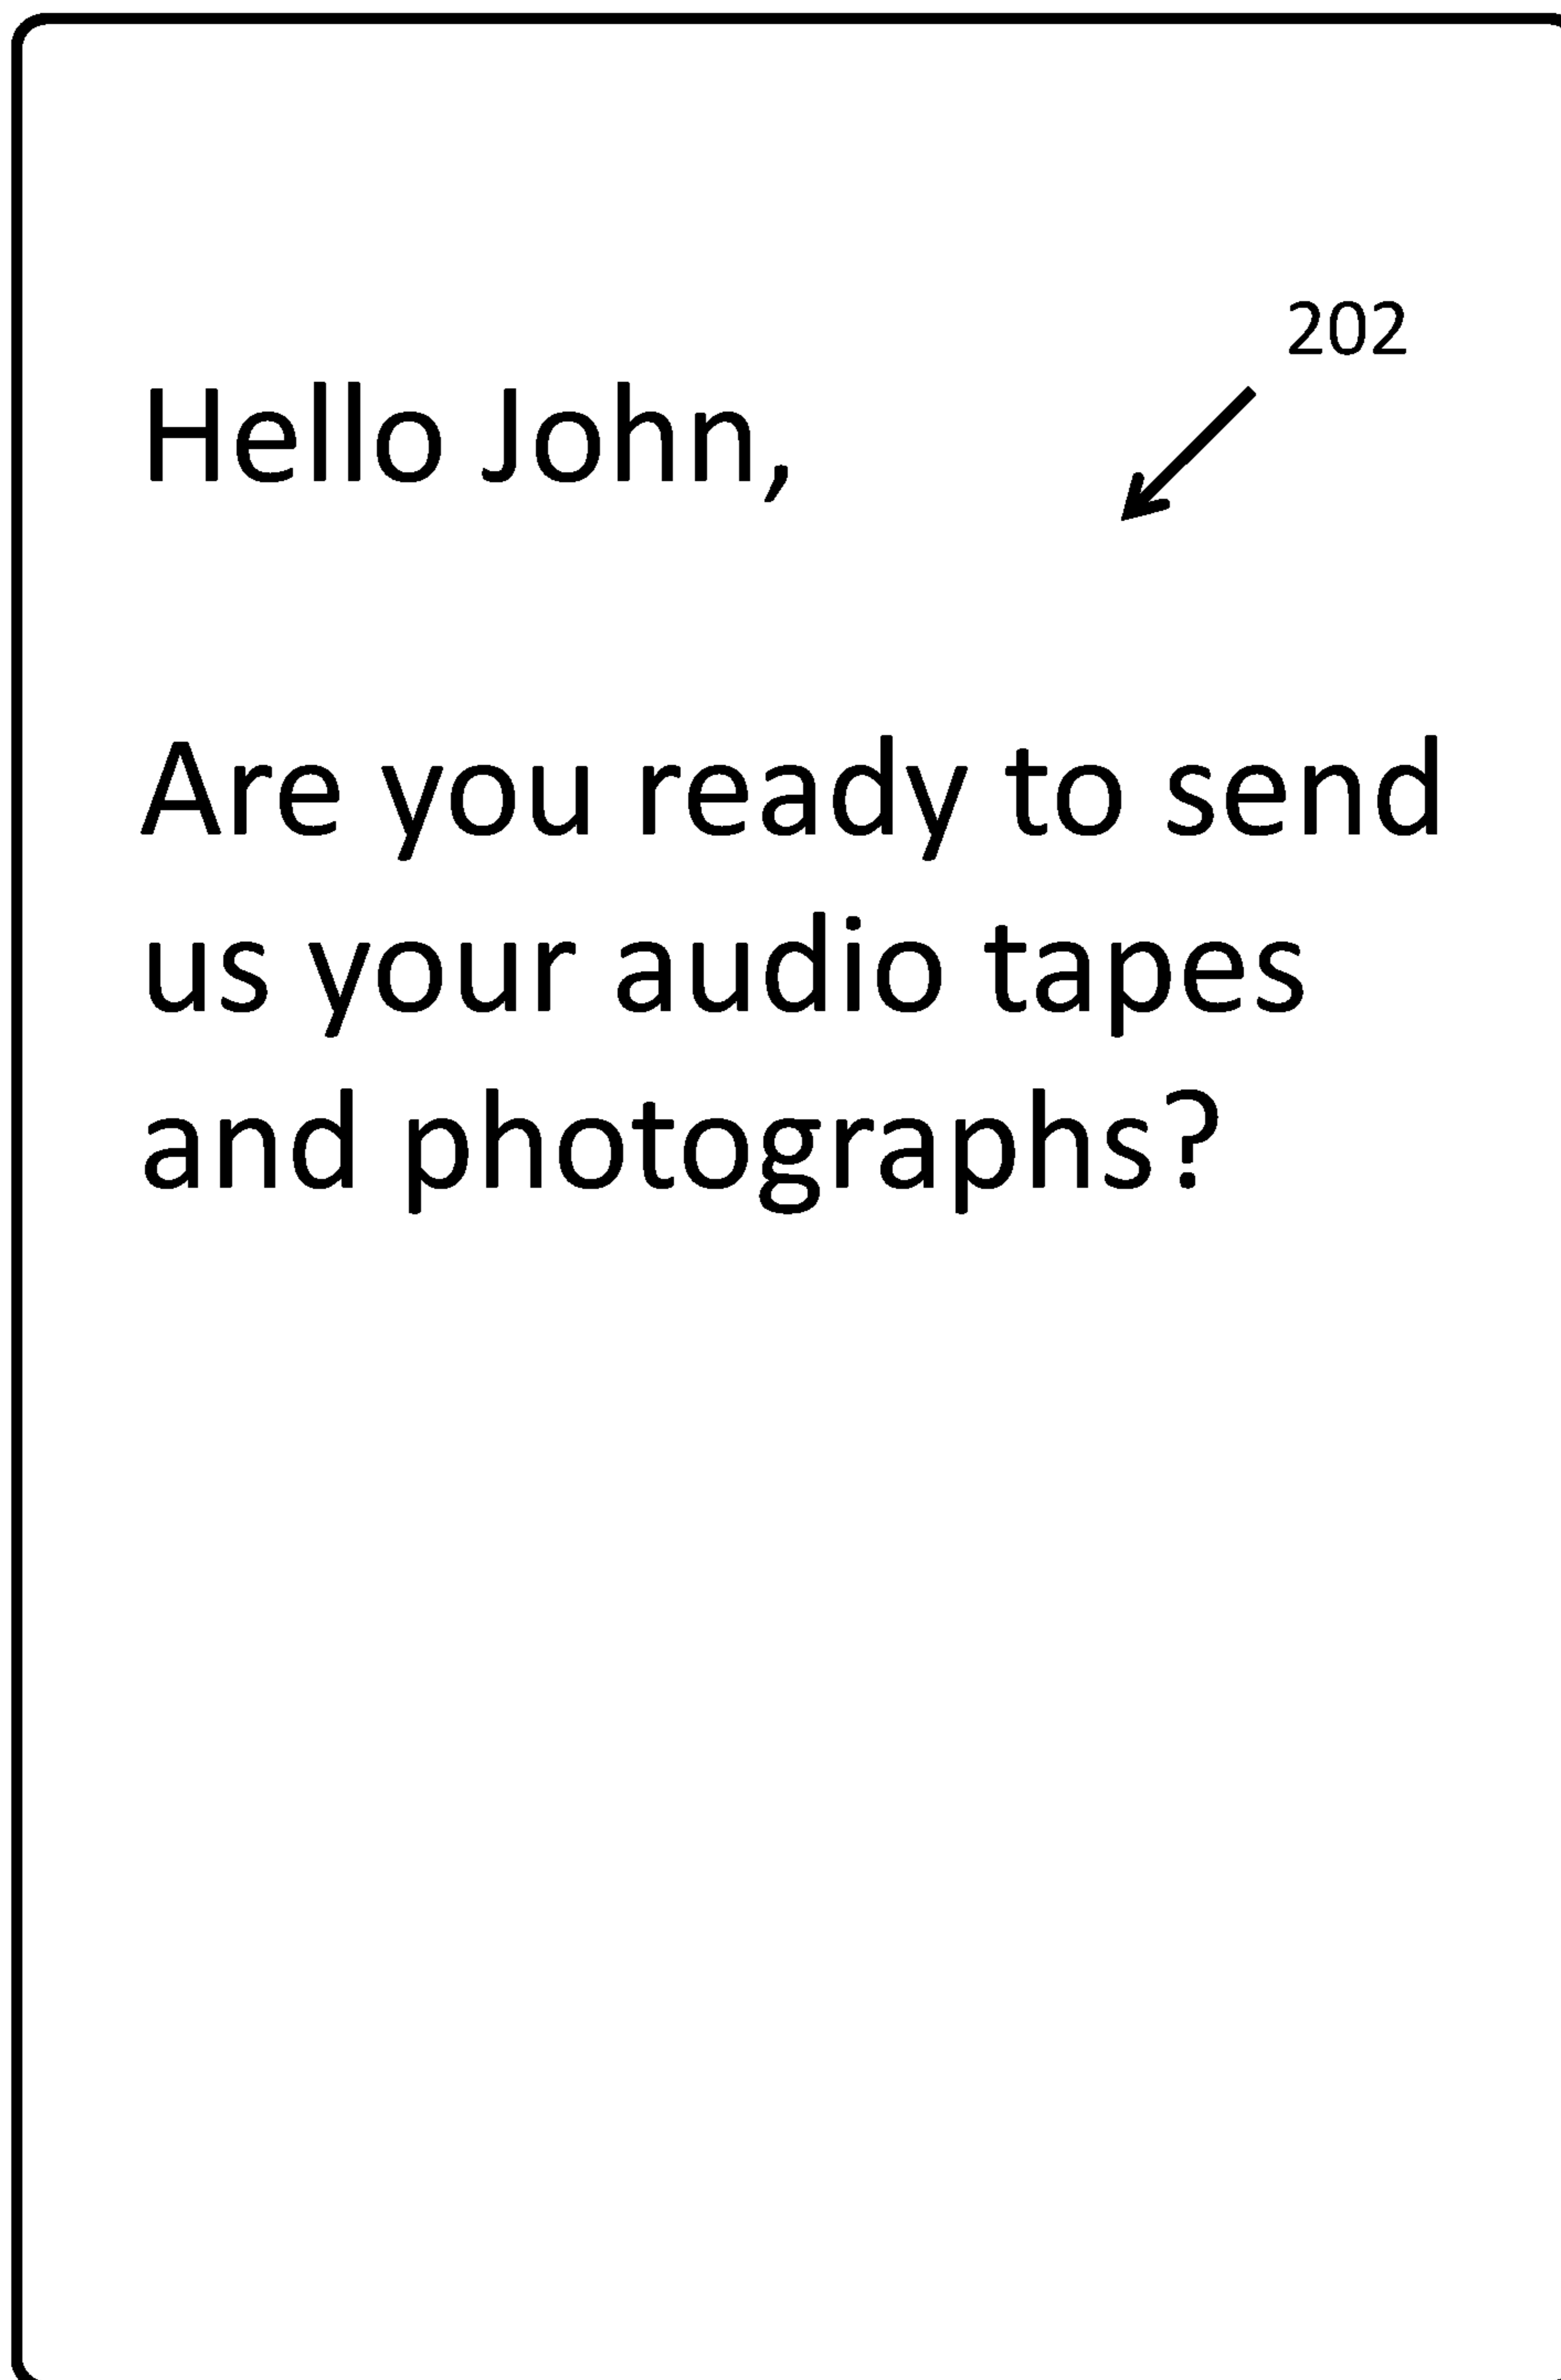 202
Hello John,
Are you ready to send
us your audio tapes
and photographs?